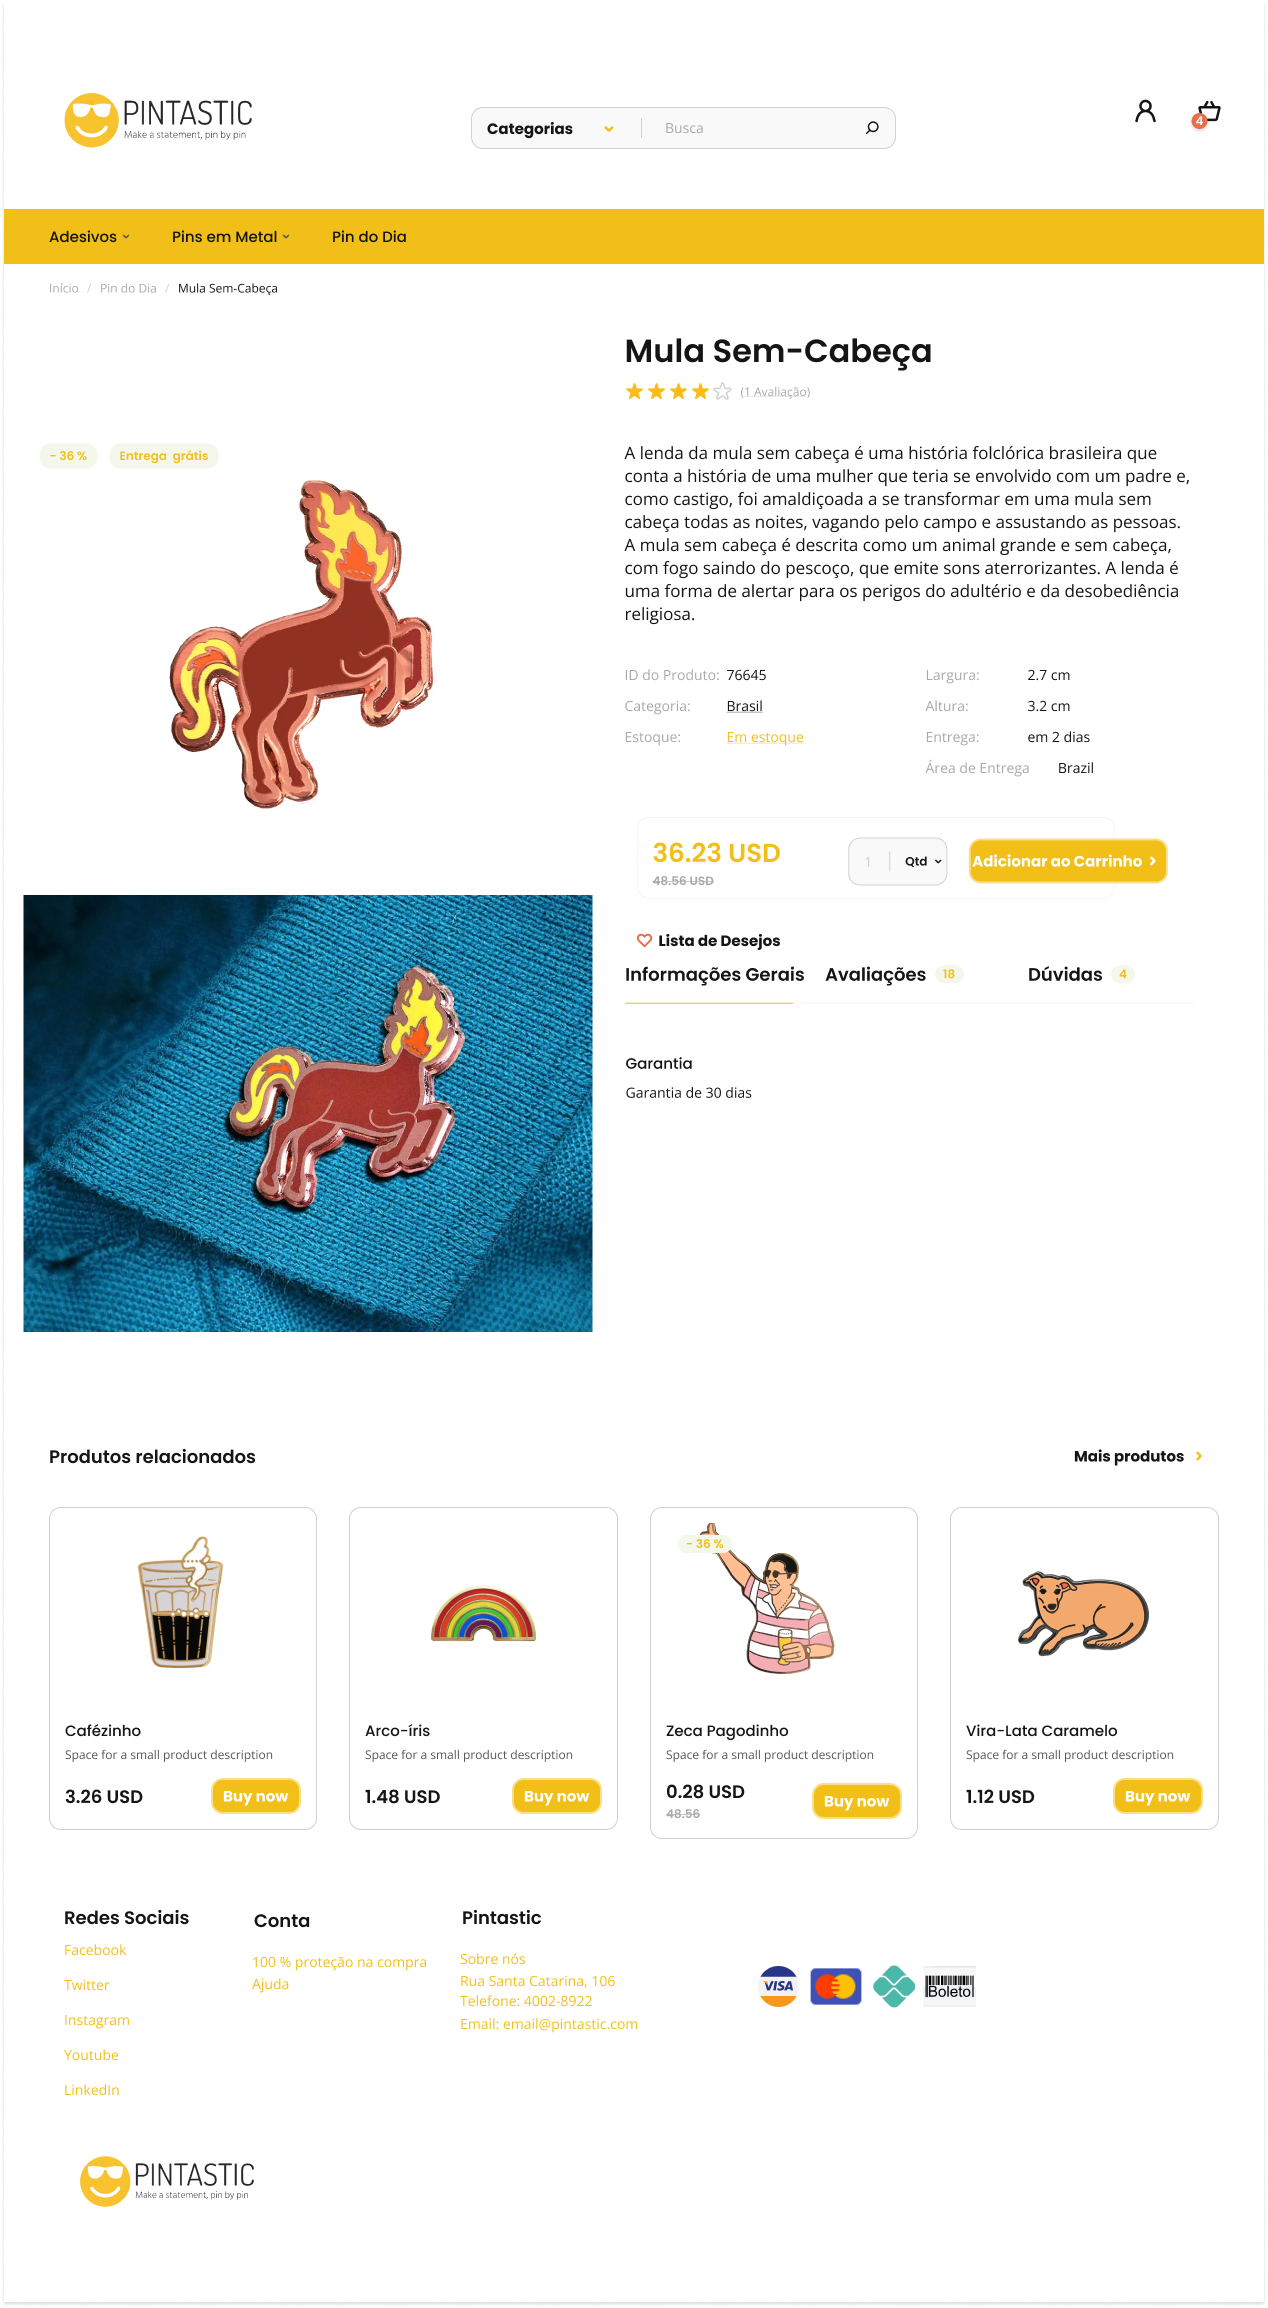 PINTASTIC
Make a statement, pin by pin
Categorias
Busca
4
Adesivos
Pins em Metal
Pin do Dia
Início / Pin do Dia / Mula Sem-Cabeça
Mula Sem-Cabeça
(1 Avaliação)
- 36 %
Entrega grátis
A lenda da mula sem cabeça é uma história folclórica brasileira que
conta a história de uma mulher que teria se envolvido com um padre e,
como castigo, foi amaldiçoada a se transformar em uma mula sem
cabeça todas as noites, vagando pelo campo e assustando as pessoas.
A mula sem cabeça é descrita como um animal grande e sem cabeça,
com fogo saindo do pescoço, que emite sons aterrorizantes. A lenda é
uma forma de alertar para os perigos do adultério e da desobediência
religiosa.
ID do Produto: 76645
Categoria: Brasil
Estoque: Em estoque
Largura: 2.7 cm
Altura: 3.2 cm
Entrega: em 2 dias
Área de Entrega Brazil
36.23 USD
48.56 USD
1
Qtd
Adicionar ao Carrinho
Lista de Desejos
Informações Gerais
Avaliações 18
Dúvidas 4
Garantia
Garantia de 30 dias
Produtos relacionados
Mais produtos
Cafézinho
Space for a small product description
3.26 USD
Buy now
Arco-íris
Space for a small product description
1.48 USD
Buy now
- 36 %
Zeca Pagodinho
Space for a small product description
0.28 USD
48.56
Buy now
Vira-Lata Caramelo
Space for a small product description
1.12 USD
Buy now
Redes Sociais
Facebook
Twitter
Instagram
Youtube
LinkedIn
Conta
100 % proteção na compra
Ajuda
Pintastic
Sobre nós
Rua Santa Catarina, 106
Telefone: 4002-8922
Email: email@pintastic.com
VISA
Boleto
PINTASTIC
Make a statement, pin by pin